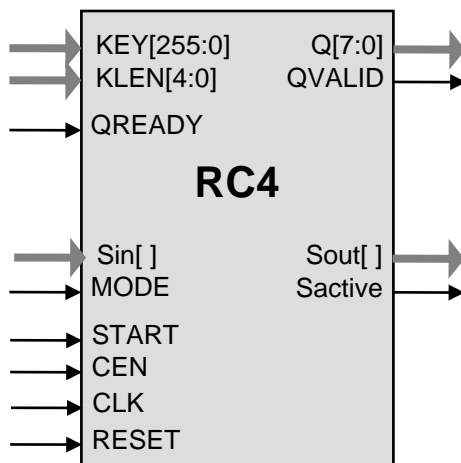 KEY[255:0] Q[7:0]
KLEN[4:0] QVALID
QREADY
RC4
Sin[ ] Sout[ ]
MODE Sactive
START
CEN
CLK
RESET